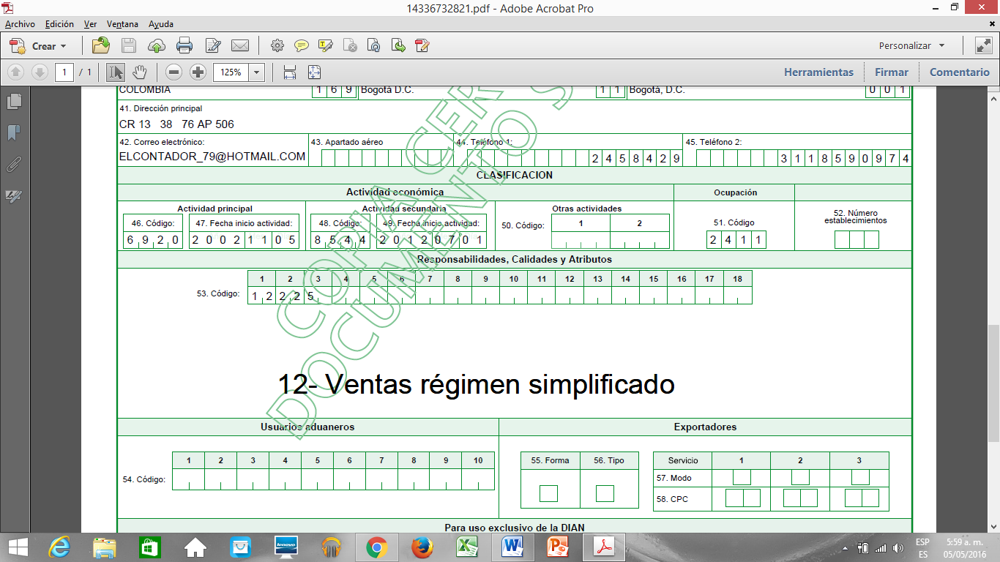 14336732821.pdf - Adobe Acrobat Pro
Archivo Edición Ver Ventana Ayuda
Crear Personalizar
1 / 1 125% Herramientas Firmar Comentario
COLOMBIA 1 6 9 Bogotá D.C. 1 1 Bogotá, D.C. 0 0 1
41. Dirección principal
CR 13 38 76 AP 506
42. Correo electrónico: 43. Apartado aéreo 44. Teléfono 1: 45. Teléfono 2:
ELCONTADOR_79@HOTMAIL.COM 2 4 5 8 4 2 9 3 1 1 8 5 9 0 9 7 4
CLASIFICACION
Actividad económica Ocupación
Actividad principal Actividad secundaria Otras actividades 52. Número establecimientos
46. Código: 47. Fecha inicio actividad: 48. Código: 49. Fecha inicio actividad: 50. Código: 1 2 51. Código
6 9 2 0 2 0 0 2 1 1 0 5 8 5 4 4 2 0 1 2 0 7 0 1 2 4 1 1
Responsabilidades, Calidades y Atributos
1 2 3 4 5 6 7 8 9 10 11 12 13 14 15 16 17 18
53. Código: 1 2 2 2 5
COPIA CER
DOCUMENTO S
12- Ventas régimen simplificado
Usuarios aduaneros Exportadores
1 2 3 4 5 6 7 8 9 10 55. Forma 56. Tipo Servicio 1 2 3
54. Código: 57. Modo
58. CPC
Para uso exclusivo de la DIAN
lenovo
ESP 5:59 a. m.
ES 05/05/2016